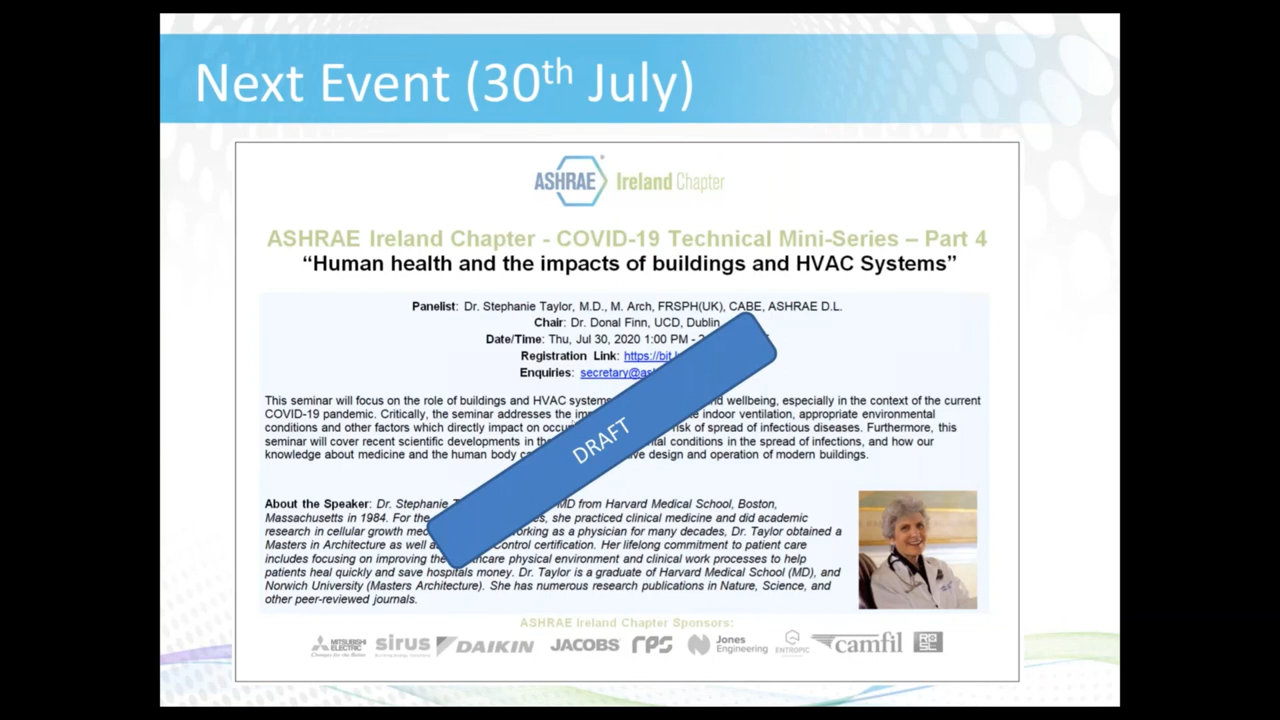 Next Event (30th July)
ASHRAE Ireland Chapter
ASHRAE Ireland Chapter - COVID-19 Technical Mini-Series – Part 4
“Human health and the impacts of buildings and HVAC Systems”
Panelist: Dr. Stephanie Taylor, M.D., M. Arch, FRSPH(UK), CABE, ASHRAE D.L.
Chair: Dr. Donal Finn, UCD, Dublin
Date/Time: Thu, Jul 30, 2020 1:00 PM -
Registration Link: https://bit
Enquiries: secretary@as
This seminar will focus on the role of buildings and HVAC systems wellbeing, especially in the context of the current
COVID-19 pandemic. Critically, the seminar addresses the indoor ventilation, appropriate environmental
conditions and other factors which directly impact on risk of spread of infectious diseases. Furthermore, this
seminar will cover recent scientific developments in conditions in the spread of infections, and how our
knowledge about medicine and the human body design and operation of modern buildings.
DRAFT
About the Speaker: Dr. Stephanie MD from Harvard Medical School, Boston,
Massachusetts in 1984. For the she practiced clinical medicine and did academic
research in cellular growth working as a physician for many decades, Dr. Taylor obtained a
Masters in Architecture as well Control certification. Her lifelong commitment to patient care
includes focusing on improving the physical environment and clinical work processes to help
patients heal quickly and save hospitals money. Dr. Taylor is a graduate of Harvard Medical School (MD), and
Norwich University (Masters Architecture). She has numerous research publications in Nature, Science, and
other peer-reviewed journals.
ASHRAE Ireland Chapter Sponsors:
MITSUBISHI ELECTRIC Changes for the Better sirus DAIKIN JACOBS rps Jones Engineering ENTROPIC camfil